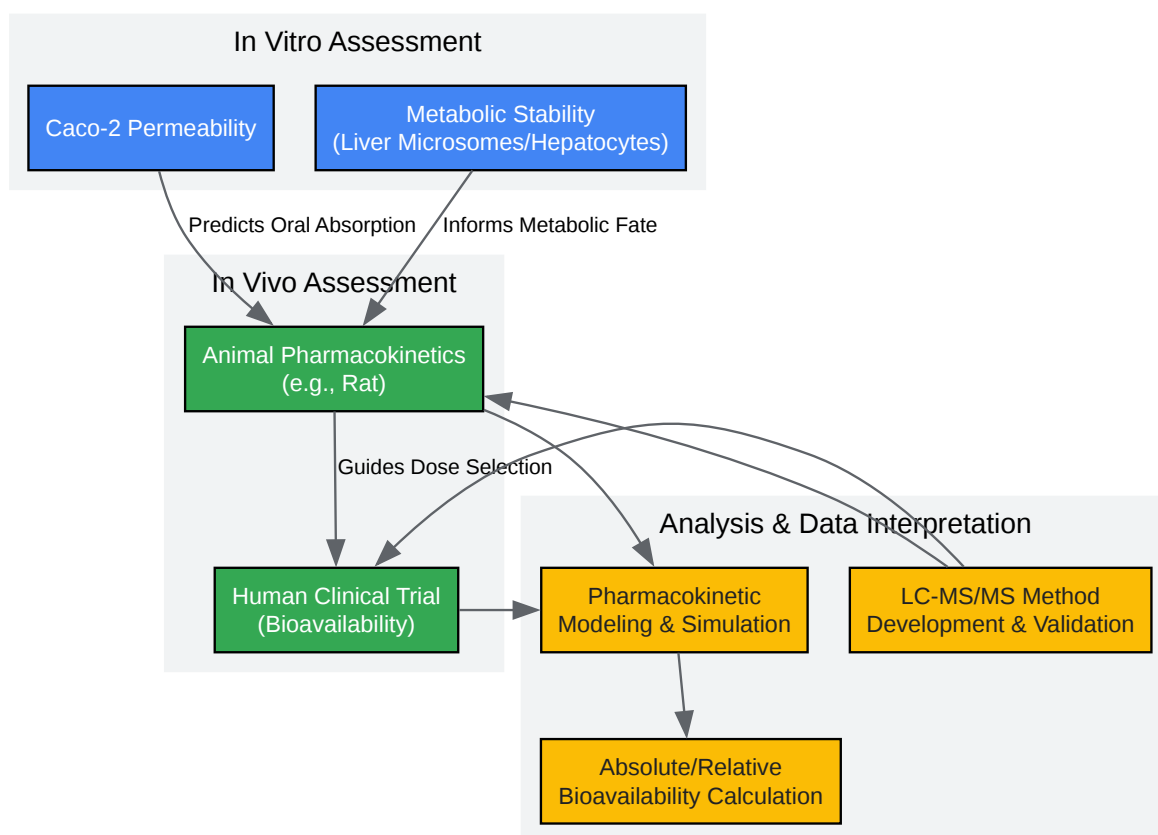 In Vitro Assessment
Caco-2 Permeability
Metabolic Stability
(Liver Microsomes/Hepatocytes)
Predicts Oral Absorption
Informs Metabolic Fate
In Vivo Assessment
Animal Pharmacokinetics
(e.g., Rat)
Guides Dose Selection
Analysis & Data Interpretation
Human Clinical Trial
(Bioavailability)
Pharmacokinetic
Modeling & Simulation
LC-MS/MS Method
Development & Validation
Absolute/Relative
Bioavailability Calculation